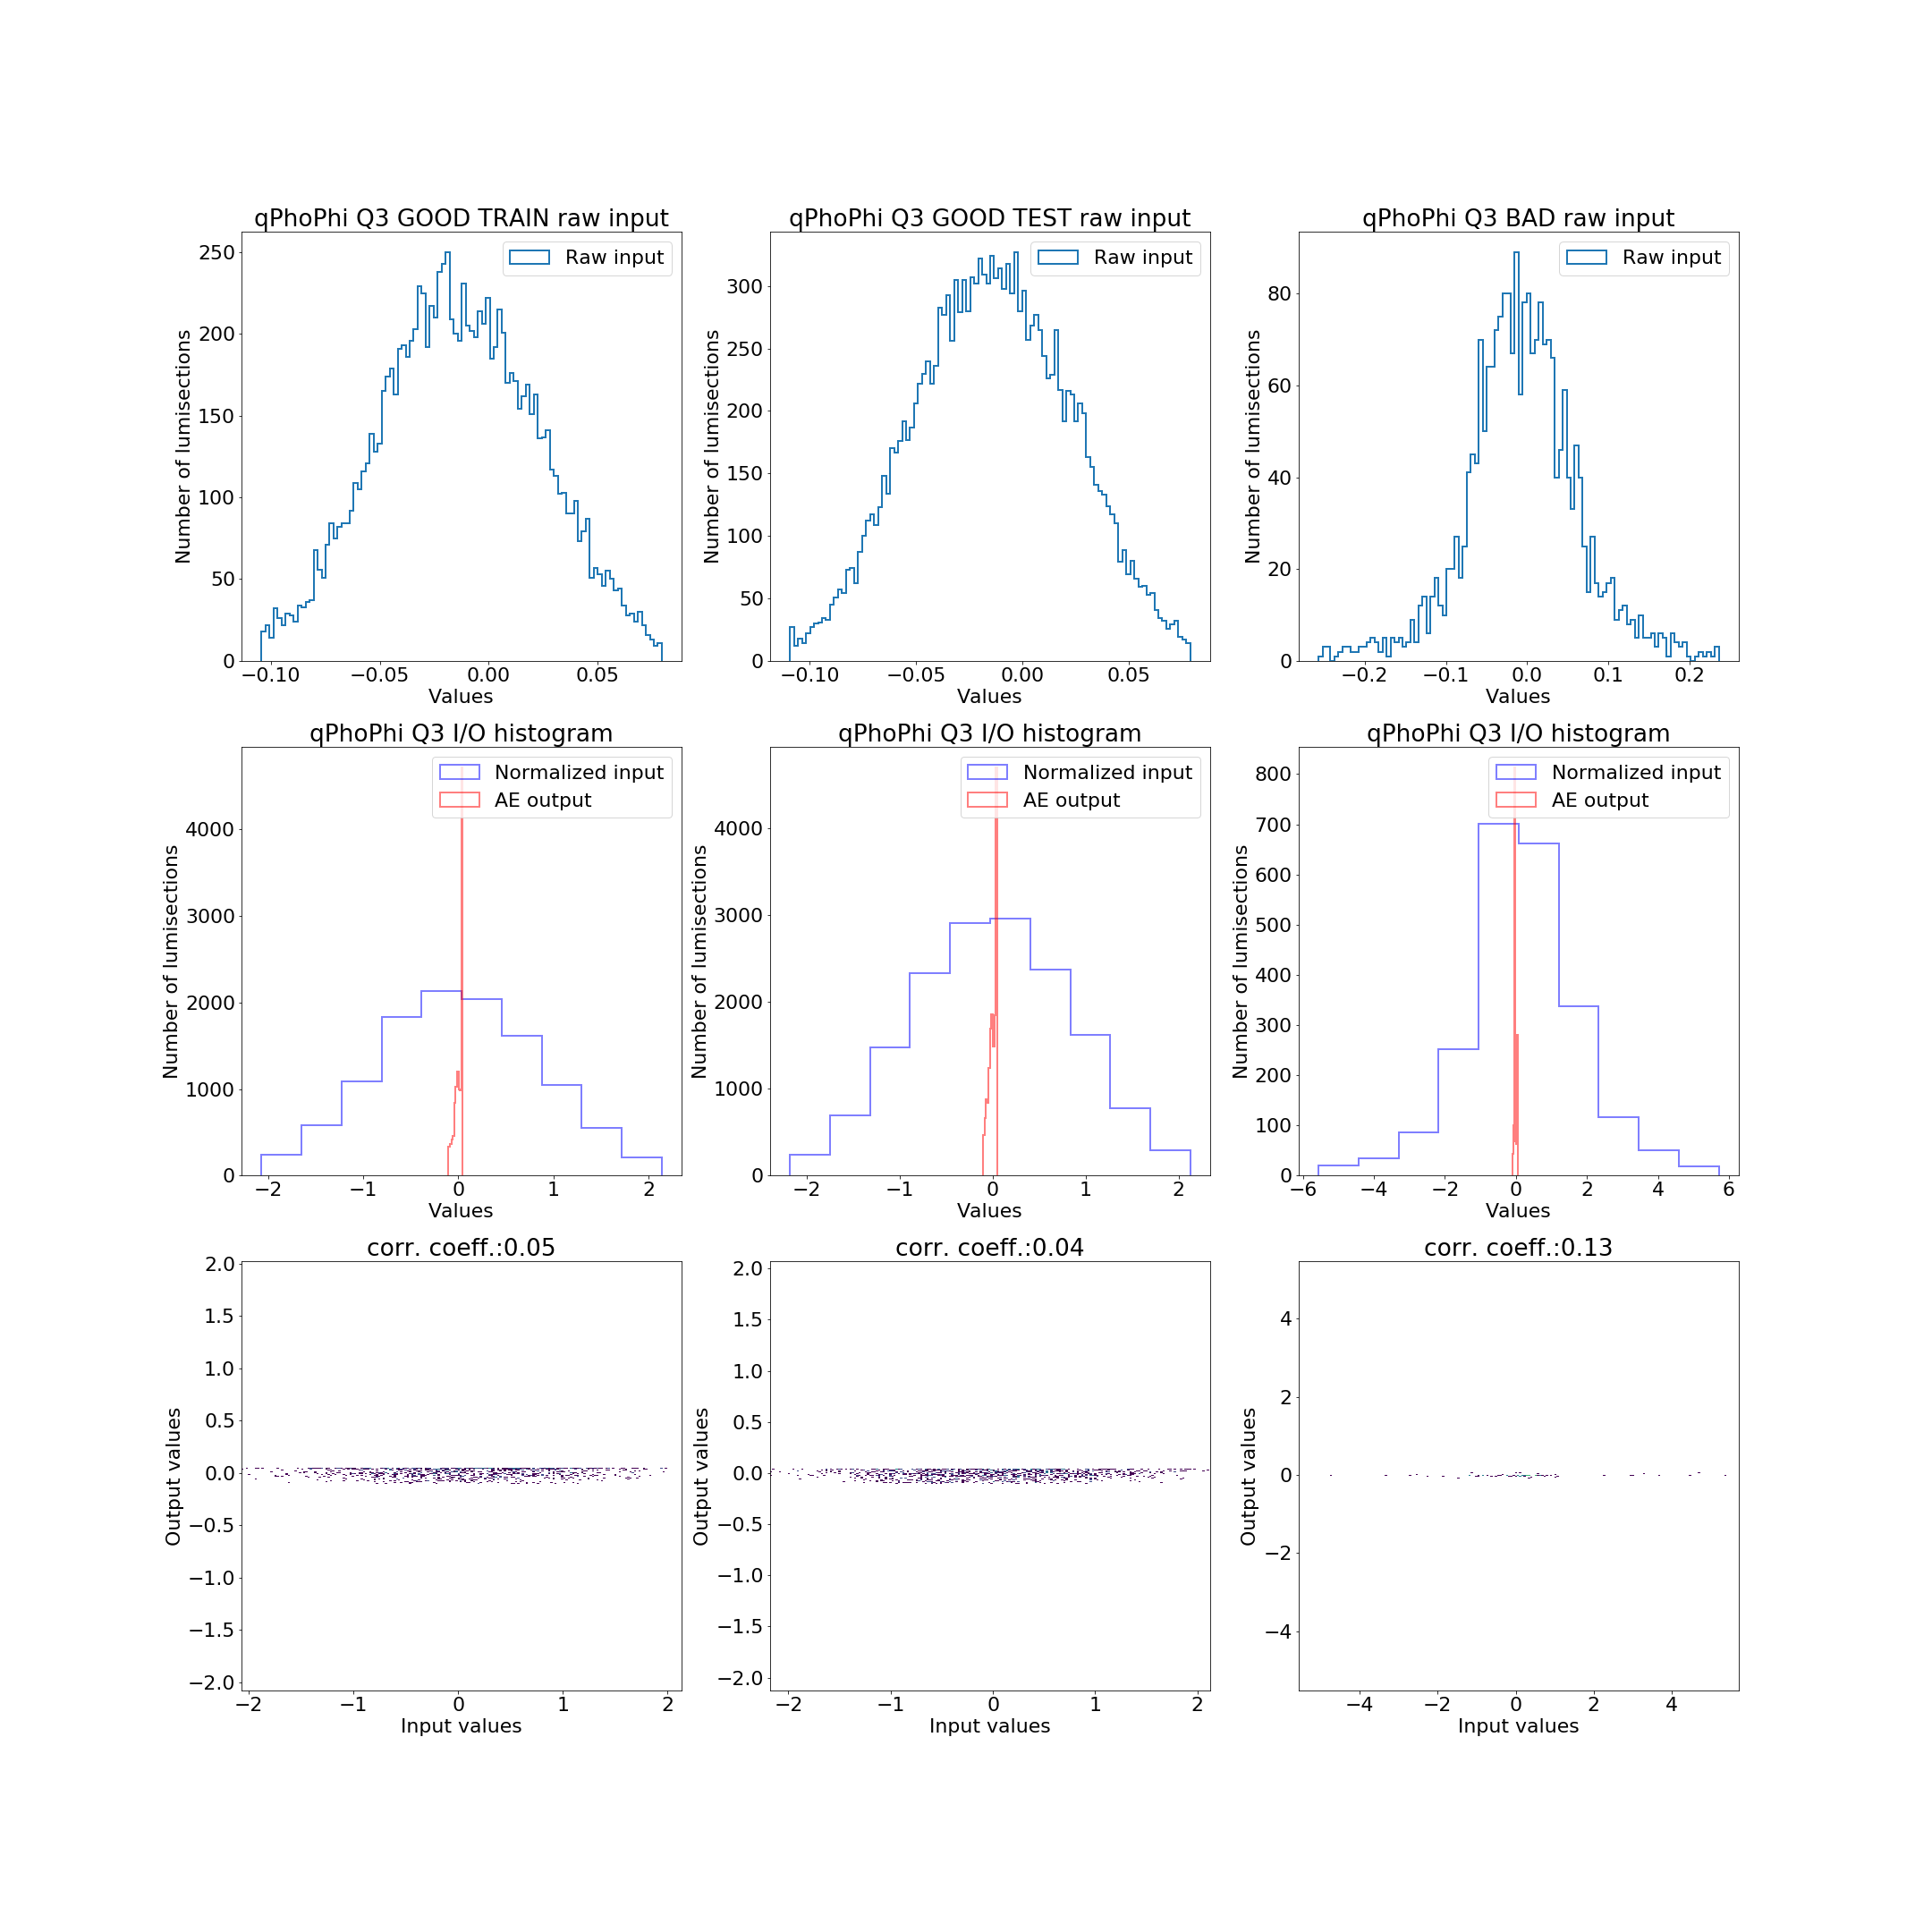 qPhoPhi Q3 GOOD TRAIN raw input
Raw input
Number of lumisections
250
200
150
100
50
0
−0.10 −0.05 0.00 0.05
Values
qPhoPhi Q3 GOOD TEST raw input
Raw input
Number of lumisections
300
250
200
150
100
50
0
−0.10 −0.05 0.00 0.05
Values
qPhoPhi Q3 BAD raw input
Raw input
Number of lumisections
80
60
40
20
0
−0.2 −0.1 0.0 0.1 0.2
Values
qPhoPhi Q3 I/O histogram
Normalized input
AE output
Number of lumisections
4000
3000
2000
1000
0
−2 −1 0 1 2
Values
qPhoPhi Q3 I/O histogram
Normalized input
AE output
Number of lumisections
4000
3000
2000
1000
0
−2 −1 0 1 2
Values
qPhoPhi Q3 I/O histogram
Normalized input
AE output
Number of lumisections
800
700
600
500
400
300
200
100
0
−6 −4 −2 0 2 4 6
Values
corr. coeff.:0.05
Output values
2.0
1.5
1.0
0.5
0.0
−0.5
−1.0
−1.5
−2.0
−2 −1 0 1 2
Input values
corr. coeff.:0.04
Output values
2.0
1.5
1.0
0.5
0.0
−0.5
−1.0
−1.5
−2.0
−2 −1 0 1 2
Input values
corr. coeff.:0.13
Output values
4
2
0
−2
−4
−4 −2 0 2 4
Input values